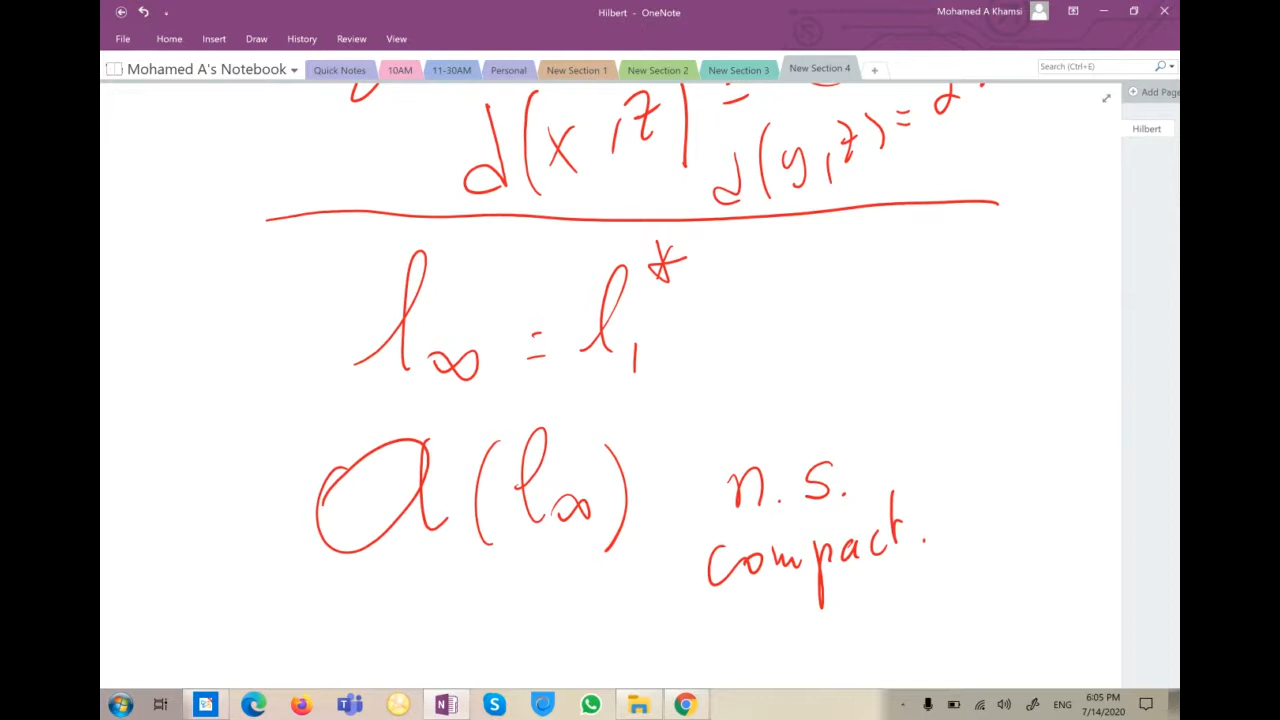 Hilbert - OneNote
Mohamed A Khamsi
File Home Insert Draw History Review View
Mohamed A's Notebook
Quick Notes 10AM 11-30AM Personal New Section 1 New Section 2 New Section 3 New Section 4
Search (Ctrl+E)
Add Page
Hilbert
d(x, z) =
d(y, z) = 2.
l∞ = l₁*
a(l∞) n. s.
compact.
6:05 PM
ENG
7/14/2020